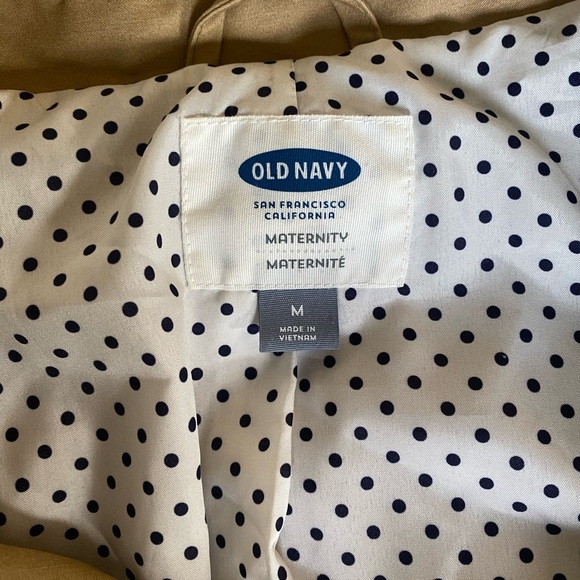 OLD NAVY
SAN FRANCISCO
CALIFORNIA
MATERNITY
MATERNITÉ
M
MADE IN
VIETNAM